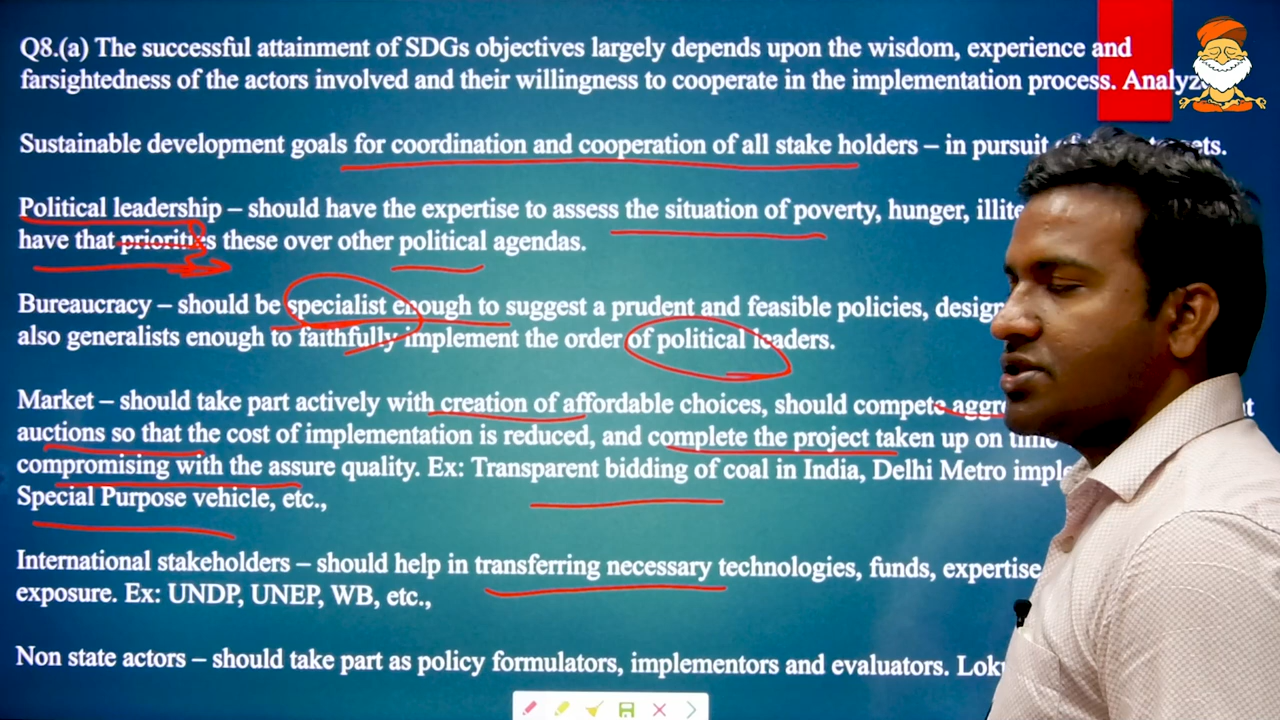 Q8.(a) The successful attainment of SDGs objectives largely depends upon the wisdom, experience and
farsightedness of the actors involved and their willingness to cooperate in the implementation process. Analyz
Sustainable development goals for coordination and cooperation of all stake holders – in pursuit
Political leadership – should have the expertise to assess the situation of poverty, hunger,
have that priorities these over other political agendas.
Bureaucracy – should be specialist enough to suggest a prudent and feasible policies,
also generalists enough to faithfully implement the order of political leaders.
Market – should take part actively with creation of affordable choices, should compete
auctions so that the cost of implementation is reduced, and complete the project taken up on time
compromising with the assure quality. Ex: Transparent bidding of coal in India, Delhi Metro
Special Purpose vehicle, etc.,
International stakeholders – should help in transferring necessary technologies, funds, expertise
exposure. Ex: UNDP, UNEP, WB, etc.,
Non state actors – should take part as policy formulators, implementors and evaluators.